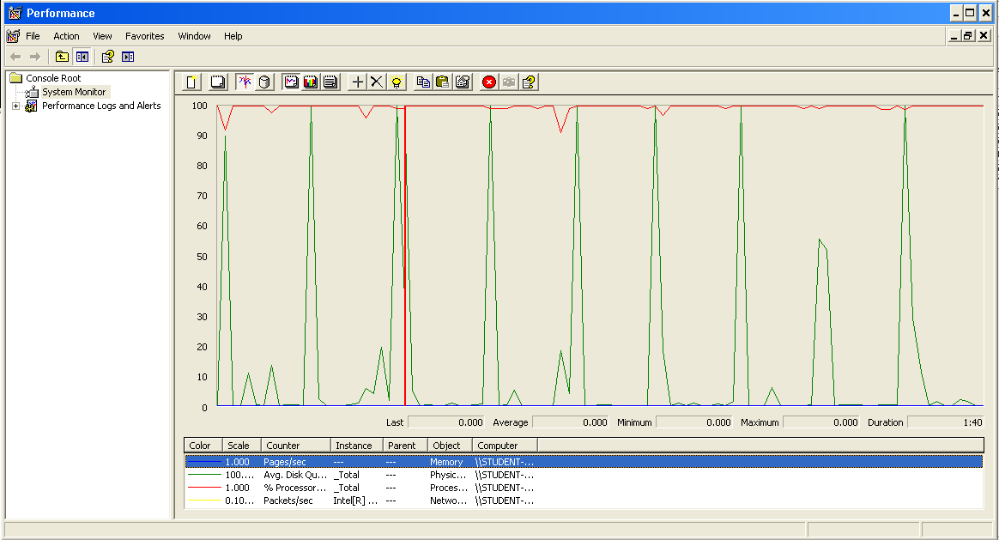 Performance
File Action View Favorites Window Help
Console Root
System Monitor
Performance Logs and Alerts
100
90
80
70
60
50
40
30
20
10
0
Last 0.000 Average 0.000 Minimum 0.000 Maximum 0.000 Duration 1:40
Color Scale Counter Instance Parent Object Computer
1.000 Pages/sec --- --- Memory \\STUDENT-...
100.... Avg. Disk Qu... _Total --- Physic... \\STUDENT-...
1.000 % Processor... _Total --- Proces... \\STUDENT-...
0.10... Packets/sec Intel[R] ... --- Netwo... \\STUDENT-...